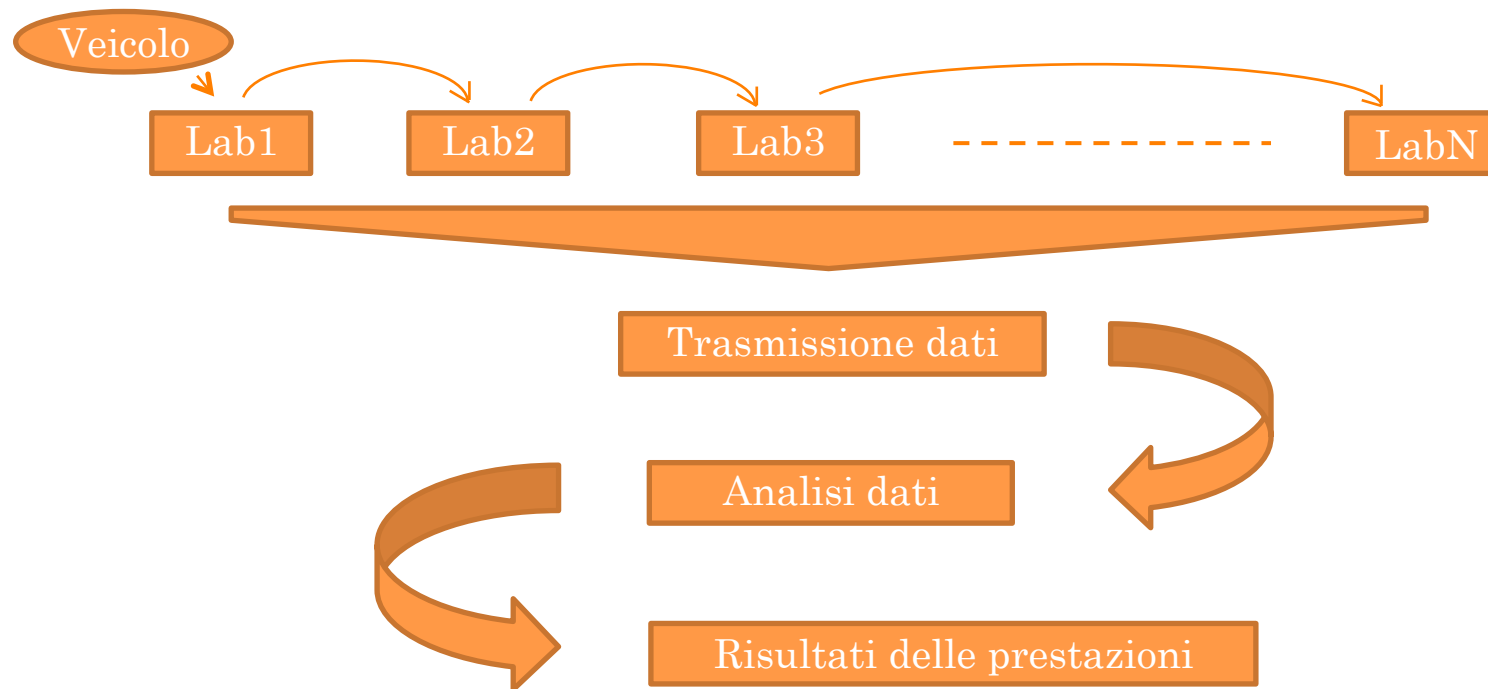 Veicolo
Lab1
Lab2
Lab3
LabN
Trasmissione dati
Analisi dati
Risultati delle prestazioni